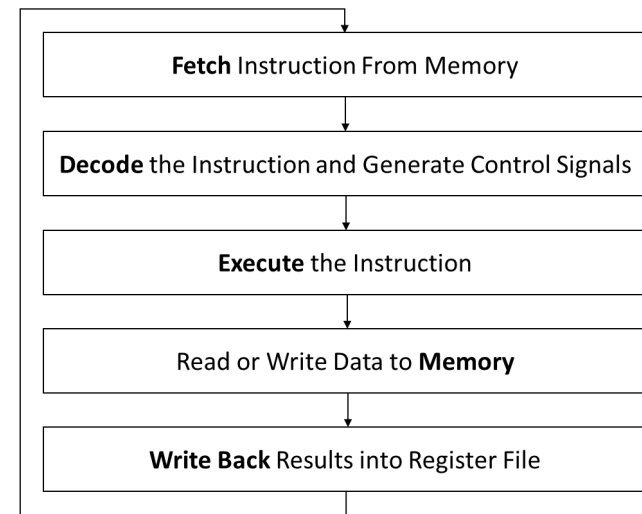 Fetch Instruction From Memory
Decode the Instruction and Generate Control Signals
Execute the Instruction
Read or Write Data to Memory
Write Back Results into Register File